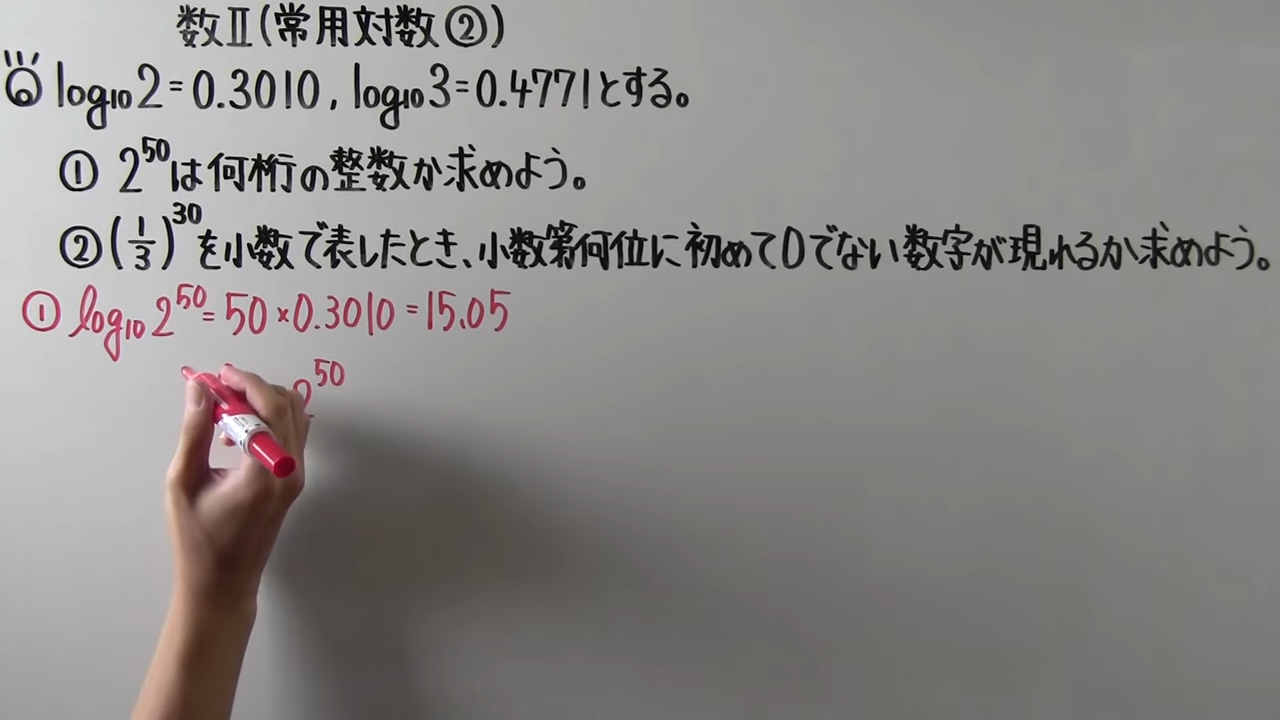 数Ⅱ(常用対数②)
log₁₀2=0.3010, log₁₀3=0.4771とする。
① 2⁵⁰は何桁の整数か求めよう。
②(1/3)³⁰を小数で表したとき、小数第何位に初めて0でない数字が現れるか求めよう。
① log₁₀2⁵⁰=50×0.3010=15.05
2⁵⁰